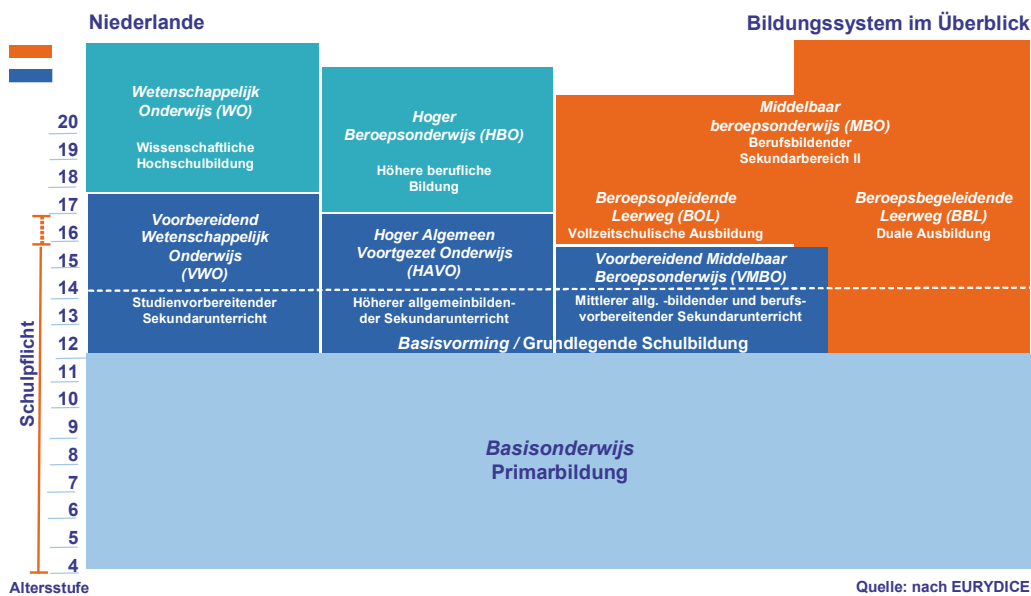 Niederlande
Bildungssystem im Überblick
Wetenschappelijk
Onderwijs (WO)
Wissenschaftliche
Hochschulbildung
Hoger
Beroepsonderwijs (HBO)
Höhere berufliche
Bildung
Middelbaar
beroepsonderwijs (MBO)
Berufsbildender
Sekundarbereich II
Beroepsopleidende
Leerweg (BOL)
Vollzeitschulische Ausbildung
Beroepsbegeleidende
Leerweg (BBL)
Duale Ausbildung
Voorbereidend
Wetenschappelijk
Onderwijs
(VWO)
Studienvorbereitender
Sekundarunterricht
Hoger Algemeen
Voortgezet Onderwijs
(HAVO)
Höherer allgemeinbilden-
der Sekundarunterricht
Voorbereidend Middelbaar
Beroepsonderwijs (VMBO)
Mittlerer allg. -bildender und berufs-
vorbereitender Sekundarunterricht
Basisvorming / Grundlegende Schulbildung
Basisonderwijs
Primarbildung
20
19
18
17
16
15
14
13
12
11
10
9
8
7
6
5
4
Schulpflicht
Altersstufe
Quelle: nach EURYDICE